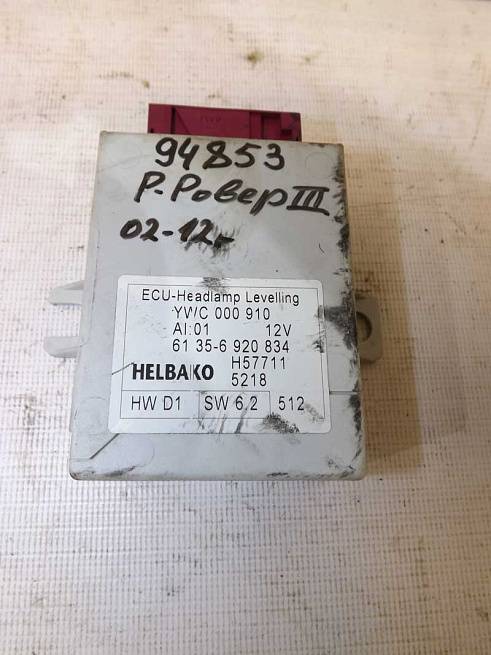 94853
Р.Ровер III
02-12г
ECU-Headlamp Levelling
YWC 000 910
AI:01 12V
61 35-6 920 834
HELBAKO H57711
5218
HW D1 SW 6.2 512